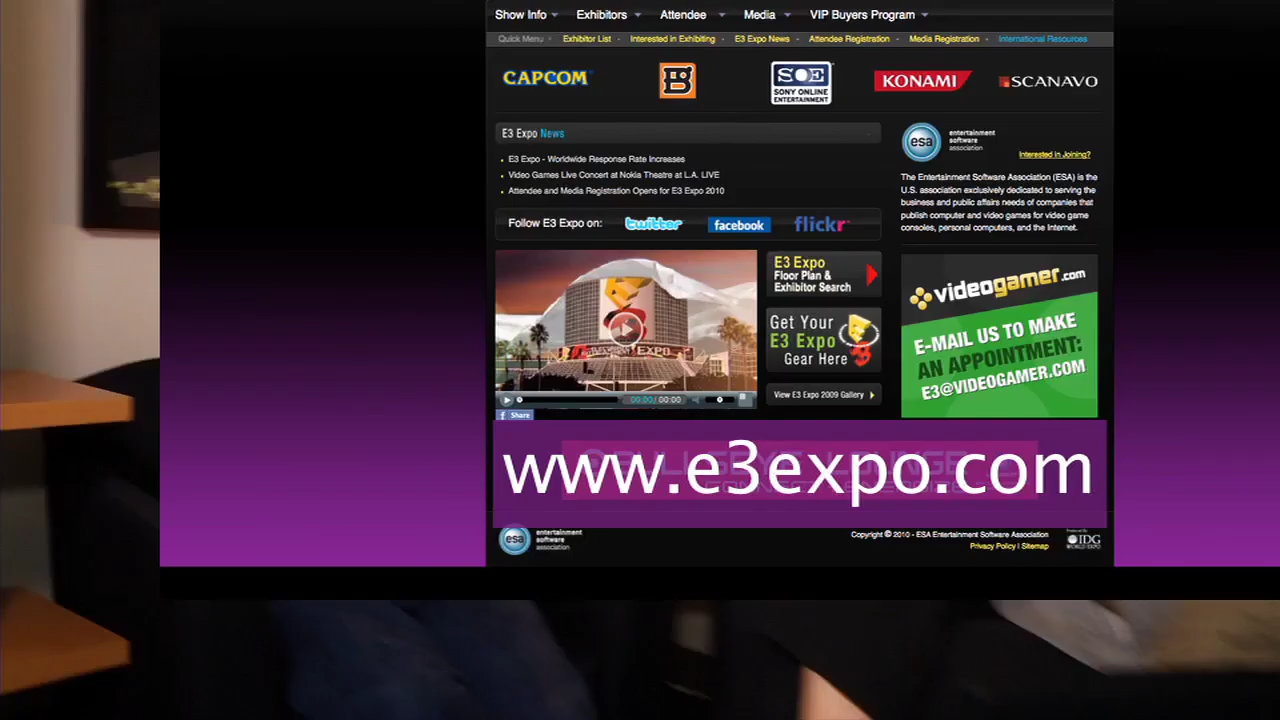 Show Info Exhibitors Attendee Media VIP Buyers Program
Quick Menu Exhibitor List Interested in Exhibiting E3 Expo News Attendee Registration Media Registration International Resources
CAPCOM
B
SOE
SONY ONLINE
ENTERTAINMENT
KONAMI
SCANAVO
E3 Expo News
E3 Expo - Worldwide Response Rate Increases
Video Games Live Concert at Nokia Theatre at L.A. LIVE
Attendee and Media Registration Opens for E3 Expo 2010
Follow E3 Expo on: twitter facebook flickr
esa
entertainment
software
association
Interested in Joining?
The Entertainment Software Association (ESA) is the
U.S. association exclusively dedicated to serving the
business and public affairs needs of companies that
publish computer and video games for video game
consoles, personal computers, and the Internet.
E3
00:00 / 00:00
f Share
E3 Expo
Floor Plan &
Exhibitor Search
Get Your
E3 Expo
Gear Here
E3
View E3 Expo 2009 Gallery
videogamer.com
E-MAIL US TO MAKE
AN APPOINTMENT:
E3@VIDEOGAMER.COM
www.e3expo.com
esa
entertainment
software
association
Copyright © 2010 - ESA Entertainment Software Association
Privacy Policy | Sitemap
IDG
WORLD EXPO